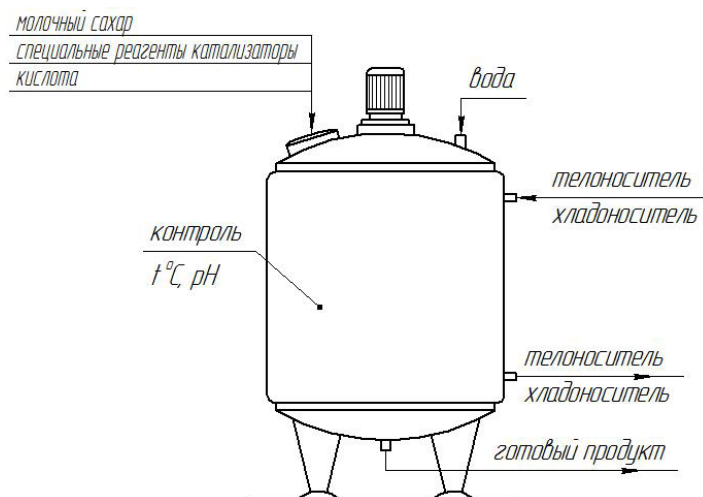 молочный сахар
специальные реагенты катализаторы
кислота
вода
телоноситель
хладоноситель
контроль
t°C, pH
телоноситель
хладоноситель
готовый продукт